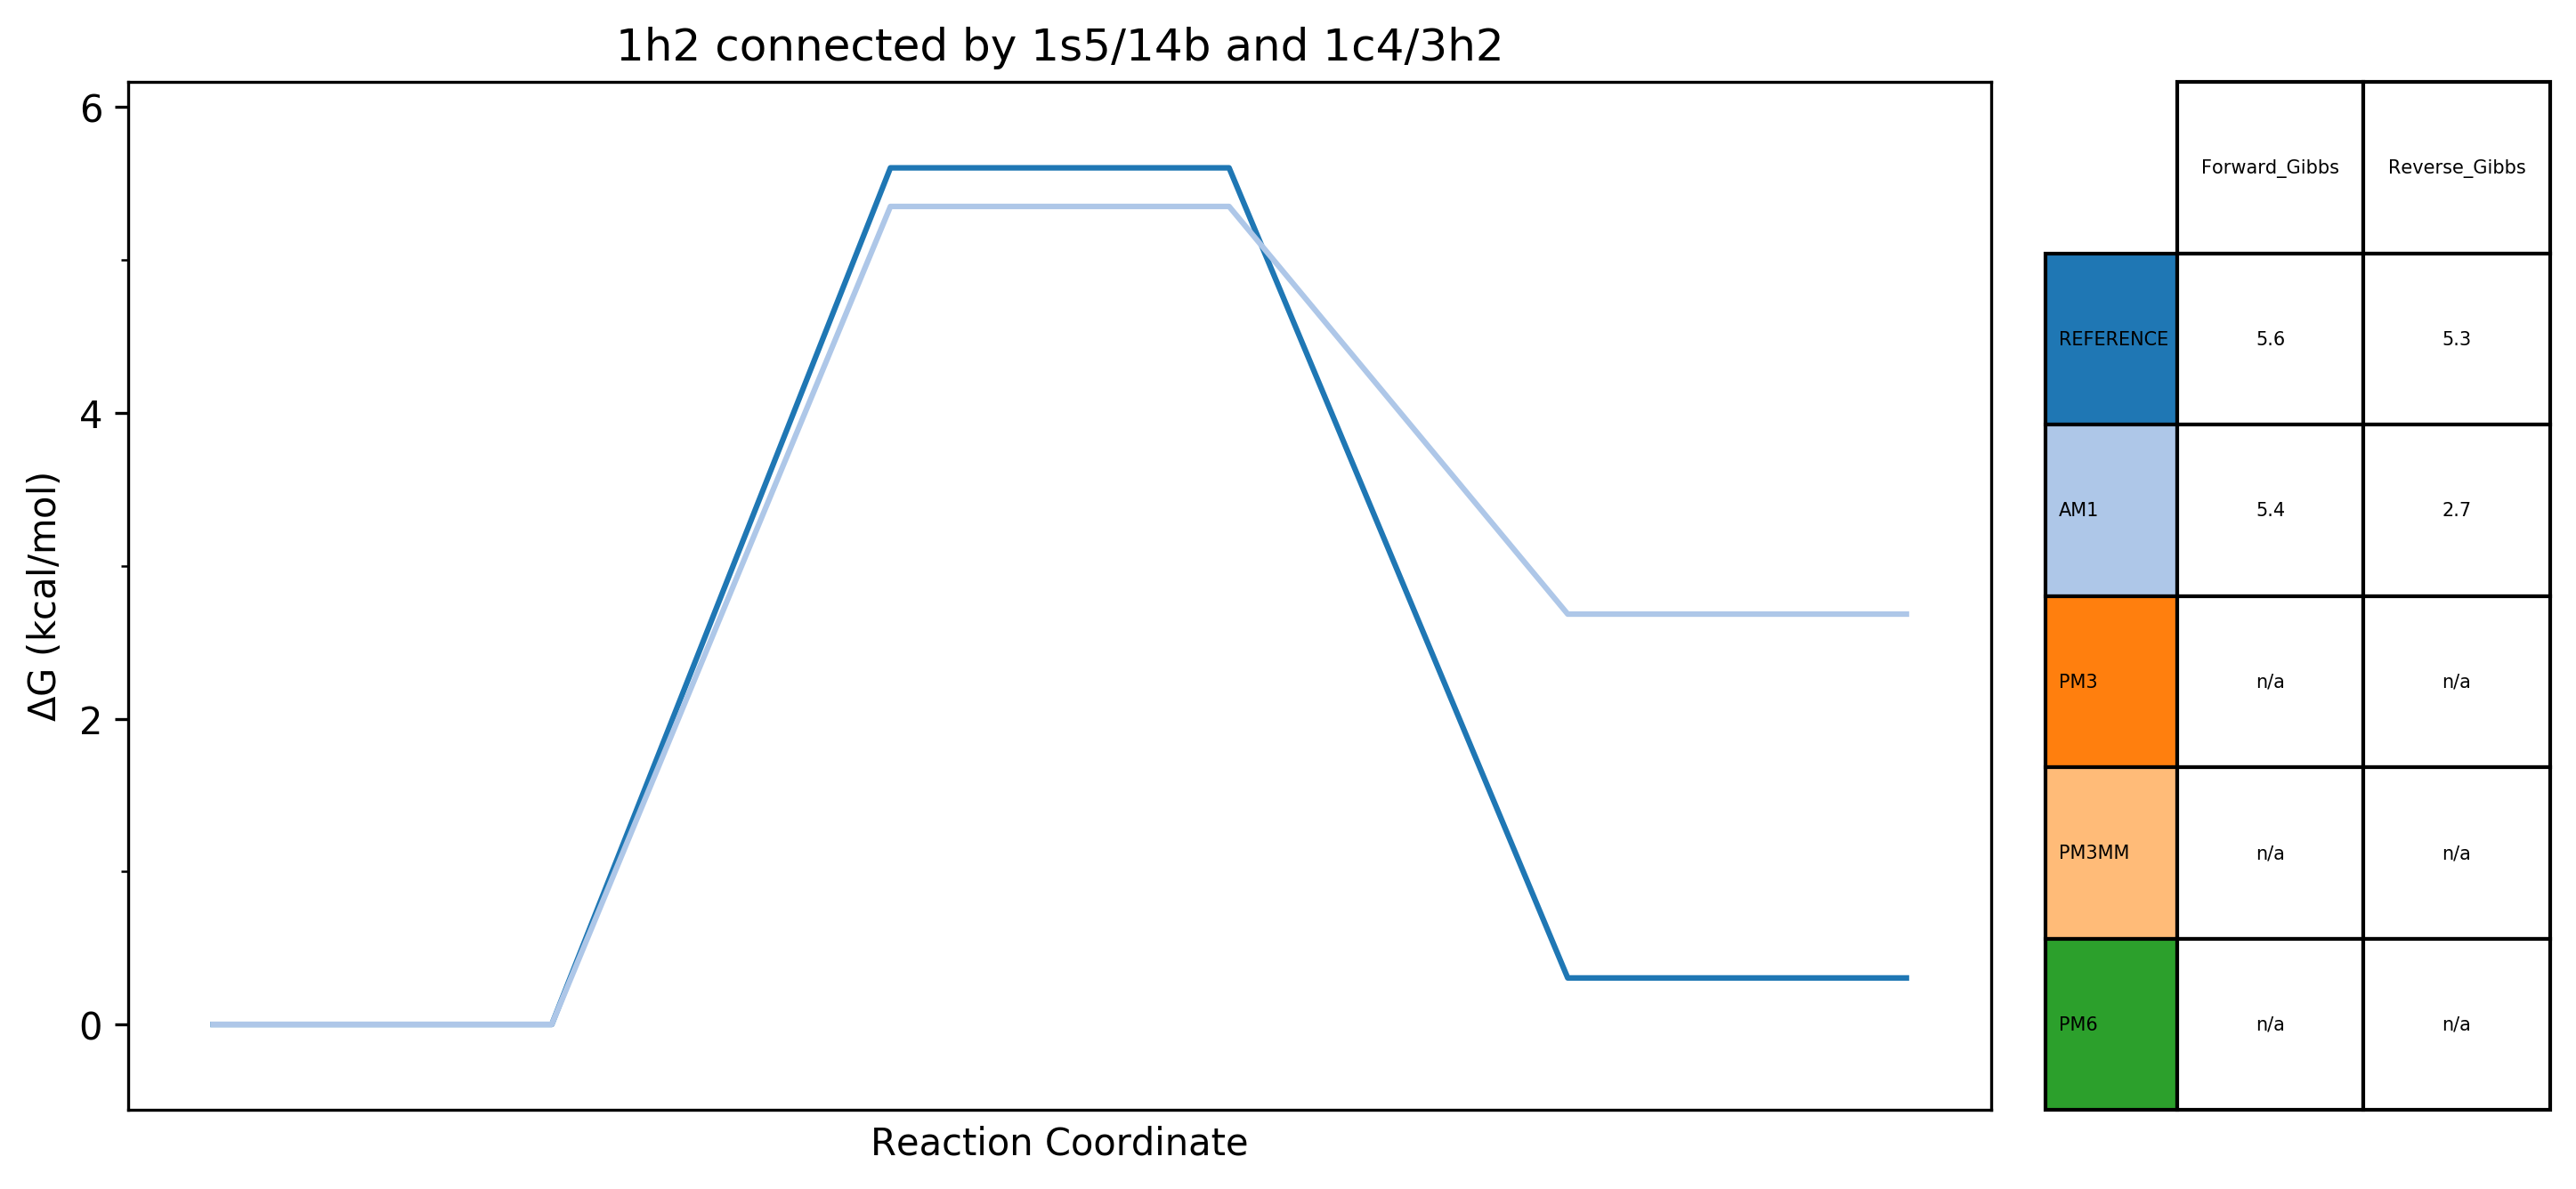 1h2 connected by 1s5/14b and 1c4/3h2
ΔG (kcal/mol)
6
4
2
0
Reaction Coordinate
Forward_Gibbs Reverse_Gibbs
REFERENCE 5.6 5.3
AM1 5.4 2.7
PM3 n/a n/a
PM3MM n/a n/a
PM6 n/a n/a